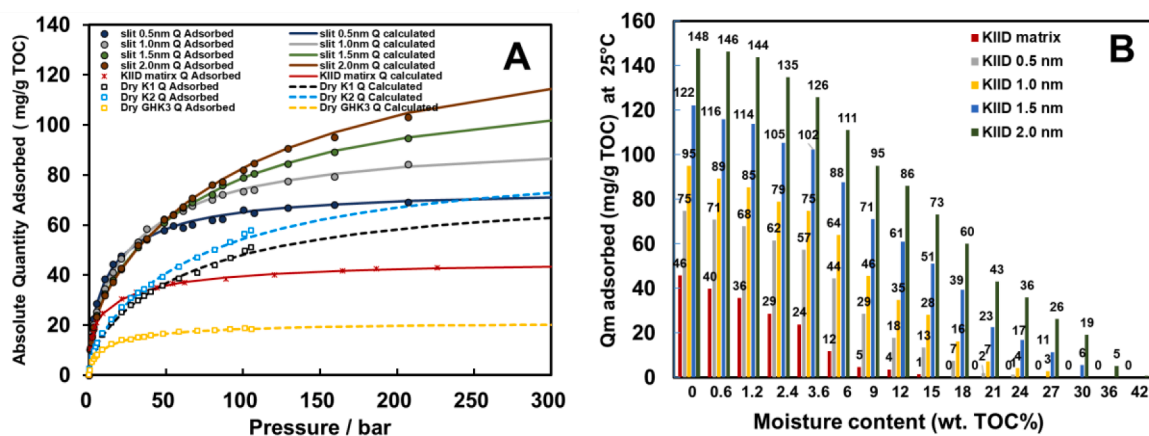 A
Absolute Quantity Adsorbed ( mg/g TOC)
140
120
100
80
60
40
20
0
slit 0.5nm Q Adsorbed
slit 1.0nm Q Adsorbed
slit 1.5nm Q Adsorbed
slit 2.0nm Q Adsorbed
KIID matirx Q Adsorbed
Dry K1 Q Adsorbed
Dry K2 Q Adsorbed
Dry GHK3 Q Adsorbed
slit 0.5nm Q calculated
slit 1.0nm Q calculated
slit 1.5nm Q calculated
slit 2.0nm Q calculated
KIID matirx Q calculated
Dry K1 Q Calculated
Dry K2 Q Calculated
Dry GHK3 Q Calculated
0 50 100 150 200 250 300
Pressure / bar
B
Qm adsorbed (mg/g TOC) at 25°C
160
140
120
100
80
60
40
20
0
KIID matrix
KIID 0.5 nm
KIID 1.0 nm
KIID 1.5 nm
KIID 2.0 nm
46 75 95 122 148
40 71 89 116 146
36 68 85 114 144
29 62 79 105 135
24 57 75 102 126
12 44 64 88 111
5 29 46 71 95
4 18 35 61 86
1 13 28 51 73
0 7 16 39 60
0 2 7 23 43
4 17 36
0 3 11 26
0 6 19
0 5
0
0 0.6 1.2 2.4 3.6 6 9 12 15 18 21 24 27 30 36 42
Moisture content (wt. TOC%)